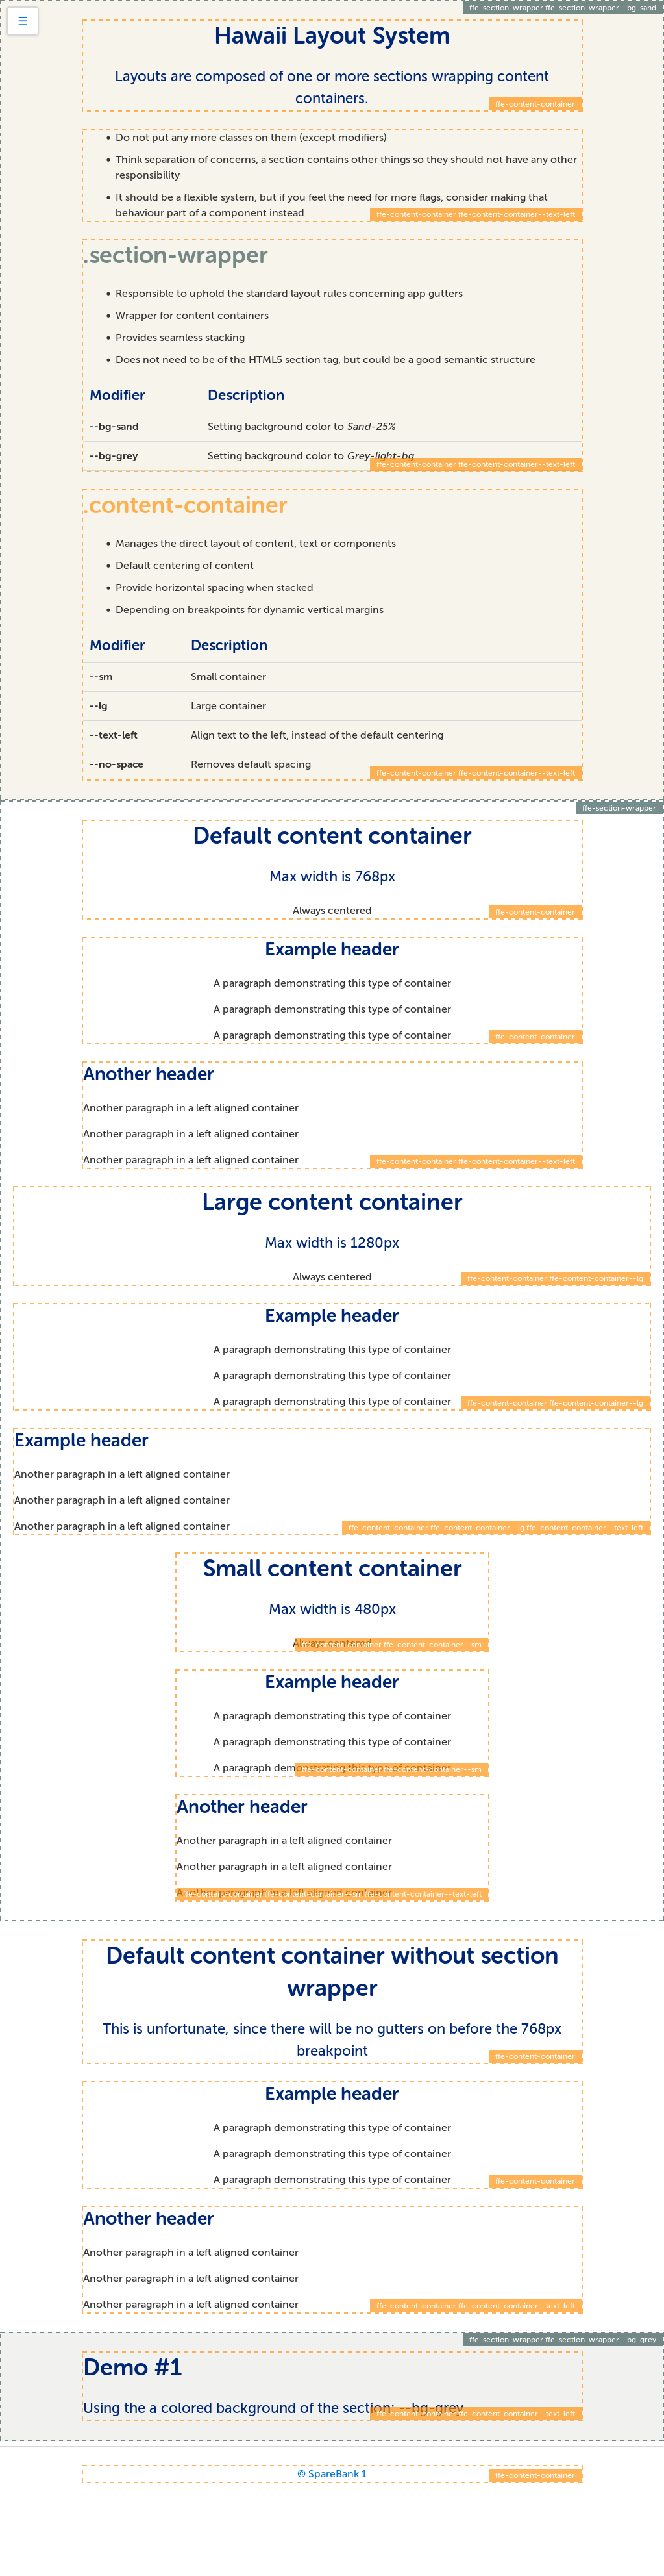 ffe-section-wrapper ffe-section-wrapper--bg-sand
☰
Hawaii Layout System
Layouts are composed of one or more sections wrapping content
containers.
ffe-content-container
• Do not put any more classes on them (except modifiers)
• Think separation of concerns, a section contains other things so they should not have any other
responsibility
• It should be a flexible system, but if you feel the need for more flags, consider making that
behaviour part of a component instead
ffe-content-container ffe-content-container--text-left
.section-wrapper
• Responsible to uphold the standard layout rules concerning app gutters
• Wrapper for content containers
• Provides seamless stacking
• Does not need to be of the HTML5 section tag, but could be a good semantic structure
Modifier Description
--bg-sand Setting background color to Sand-25%
--bg-grey Setting background color to Grey-light-bg
ffe-content-container ffe-content-container--text-left
.content-container
• Manages the direct layout of content, text or components
• Default centering of content
• Provide horizontal spacing when stacked
• Depending on breakpoints for dynamic vertical margins
Modifier Description
--sm Small container
--lg Large container
--text-left Align text to the left, instead of the default centering
--no-space Removes default spacing
ffe-content-container ffe-content-container--text-left
ffe-section-wrapper
Default content container
Max width is 768px
Always centered
ffe-content-container
Example header
A paragraph demonstrating this type of container
A paragraph demonstrating this type of container
A paragraph demonstrating this type of container
ffe-content-container
Another header
Another paragraph in a left aligned container
Another paragraph in a left aligned container
Another paragraph in a left aligned container
ffe-content-container ffe-content-container--text-left
Large content container
Max width is 1280px
Always centered
ffe-content-container ffe-content-container--lg
Example header
A paragraph demonstrating this type of container
A paragraph demonstrating this type of container
A paragraph demonstrating this type of container
ffe-content-container ffe-content-container--lg
Example header
Another paragraph in a left aligned container
Another paragraph in a left aligned container
Another paragraph in a left aligned container
ffe-content-container ffe-content-container--lg ffe-content-container--text-left
Small content container
Max width is 480px
Always centered
ffe-content-container ffe-content-container--sm
Example header
A paragraph demonstrating this type of container
A paragraph demonstrating this type of container
A paragraph demonstrating this type of container
ffe-content-container ffe-content-container--sm
Another header
Another paragraph in a left aligned container
Another paragraph in a left aligned container
Another paragraph in a left aligned container
ffe-content-container ffe-content-container--sm ffe-content-container--text-left
Default content container without section
wrapper
This is unfortunate, since there will be no gutters on before the 768px
breakpoint
ffe-content-container
Example header
A paragraph demonstrating this type of container
A paragraph demonstrating this type of container
A paragraph demonstrating this type of container
ffe-content-container
Another header
Another paragraph in a left aligned container
Another paragraph in a left aligned container
Another paragraph in a left aligned container
ffe-content-container ffe-content-container--text-left
ffe-section-wrapper ffe-section-wrapper--bg-grey
Demo #1
Using the a colored background of the section: --bg-grey
ffe-content-container ffe-content-container--text-left
© SpareBank 1
ffe-content-container